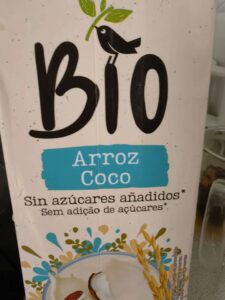 BIO
Arroz
Coco
Sin azúcares añadidos*
Sem adição de açúcares*